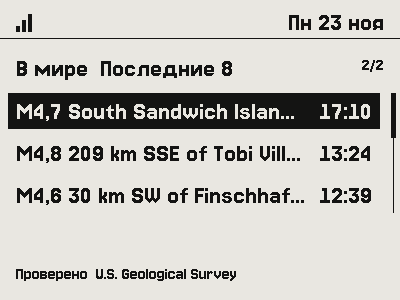 Пн 23 ноя
В мире Последние 8
2/2
M4,7 South Sandwich Islan... 17:10
M4,8 209 km SSE of Tobi Vill... 13:24
M4,6 30 km SW of Finschhaf... 12:39
Проверено U.S. Geological Survey